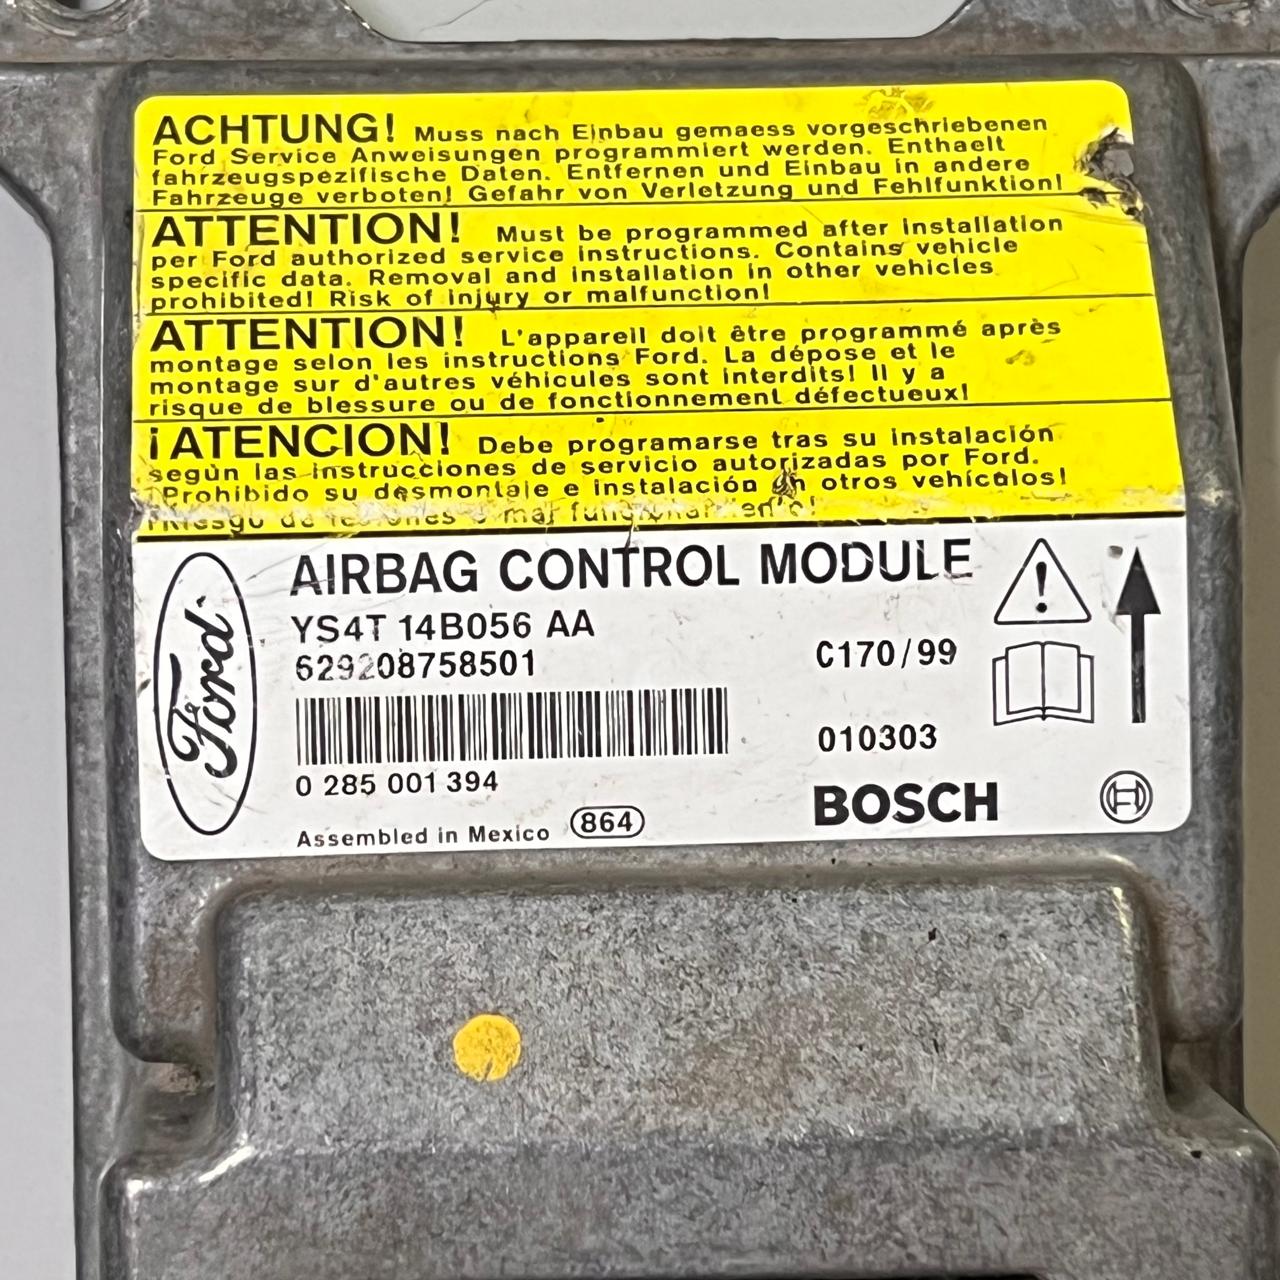 ACHTUNG! Muss nach Einbau gemaess vorgeschriebenen
Ford Service Anweisungen programmiert werden. Enthaelt
fahrzeugspezifische Daten. Entfernen und Einbau in andere
Fahrzeuge verboten! Gefahr von Verletzung und Fehlfunktion!
ATTENTION! Must be programmed after installation
per Ford authorized service instructions. Contains vehicle
specific data. Removal and installation in other vehicles
prohibited! Risk of injury or malfunction!
ATTENTION! L'appareil doit être programmé après
montage selon les instructions Ford. La dépose et le
montage sur d'autres véhicules sont interdits! Il y a
risque de blessure ou de fonctionnement défectueux!
¡ATENCION! Debe programarse tras su instalación
según las instrucciones de servicio autorizadas por Ford.
¡Prohibido su desmontaje e instalación en otros vehículos!
¡Riesgo de lesiones o mal funcionamiento!
Ford
AIRBAG CONTROL MODULE
YS4T 14B056 AA
629208758501
C170/99
010303
0 285 001 394
BOSCH
Assembled in Mexico 864